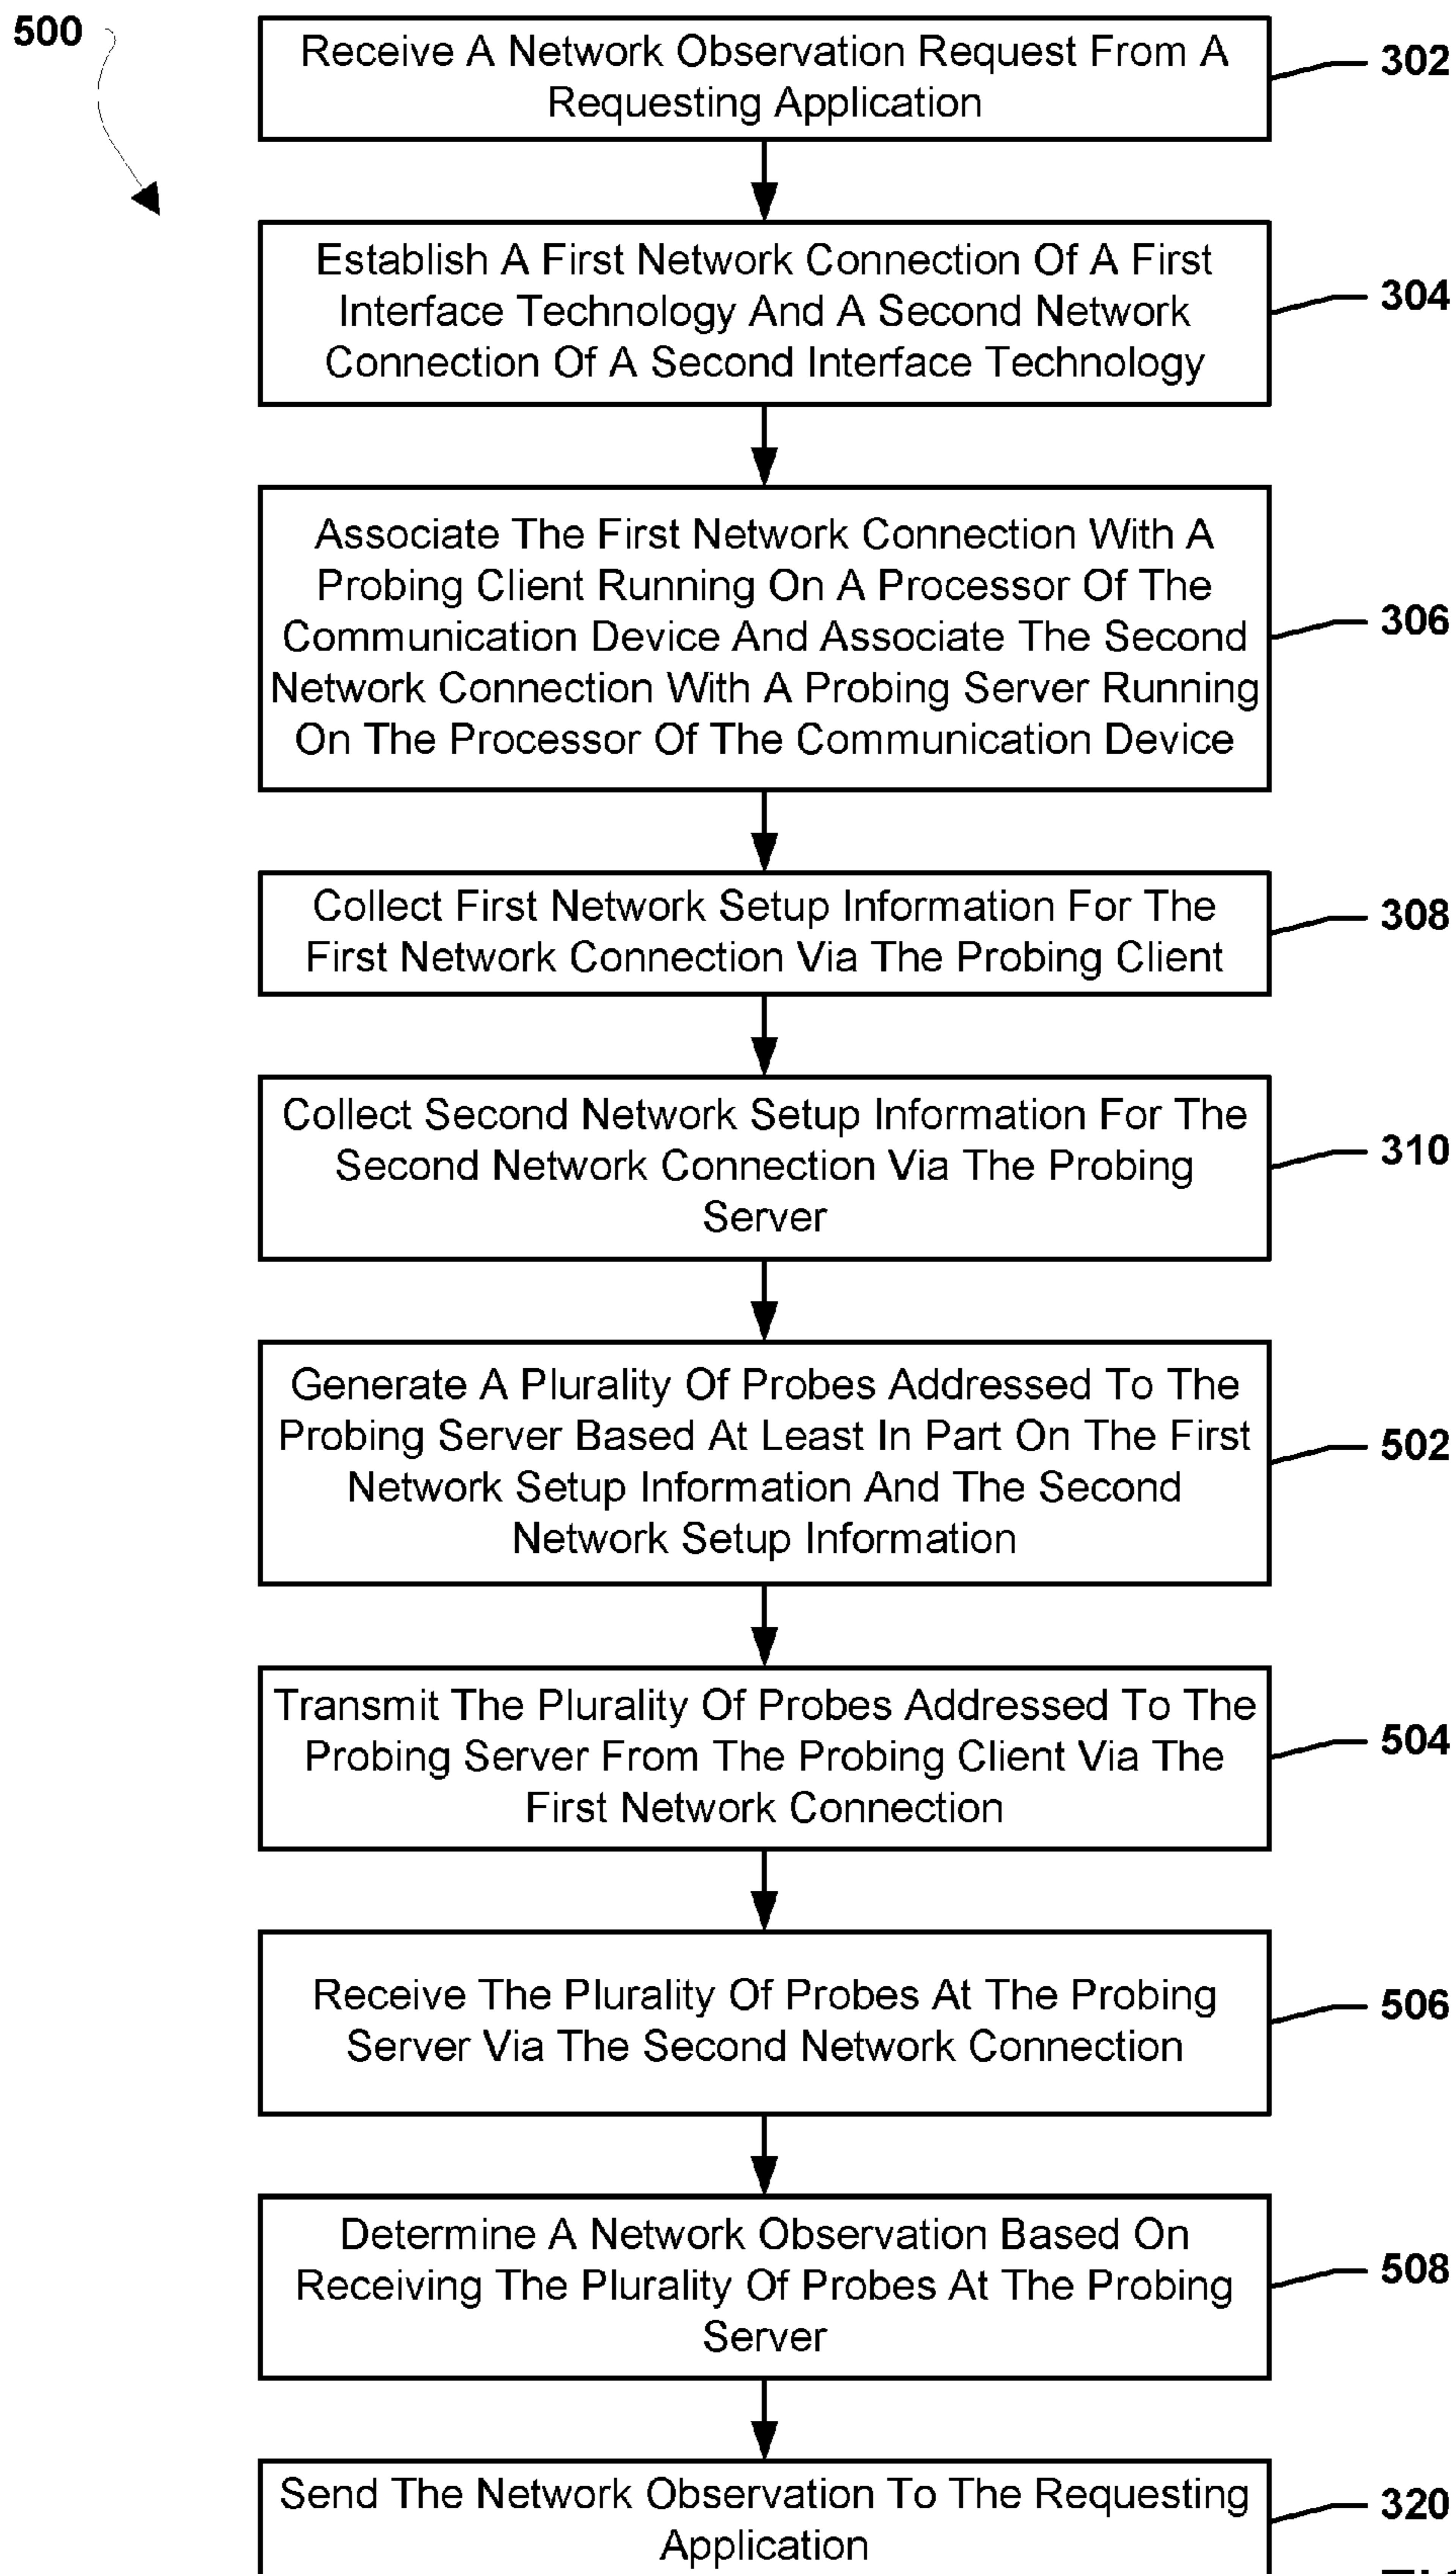 500
Receive A Network Observation Request From A
Requesting Application
302
Establish A First Network Connection Of A First
Interface Technology And A Second Network
Connection Of A Second Interface Technology
304
Associate The First Network Connection With A
Probing Client Running On A Processor Of The
Communication Device And Associate The Second
Network Connection With A Probing Server Running
On The Processor Of The Communication Device
306
Collect First Network Setup Information For The
First Network Connection Via The Probing Client
308
Collect Second Network Setup Information For The
Second Network Connection Via The Probing
Server
310
Generate A Plurality Of Probes Addressed To The
Probing Server Based At Least In Part On The First
Network Setup Information And The Second
Network Setup Information
502
Transmit The Plurality Of Probes Addressed To The
Probing Server From The Probing Client Via The
First Network Connection
504
Receive The Plurality Of Probes At The Probing
Server Via The Second Network Connection
506
Determine A Network Observation Based On
Receiving The Plurality Of Probes At The Probing
Server
508
Send The Network Observation To The Requesting
Application
320